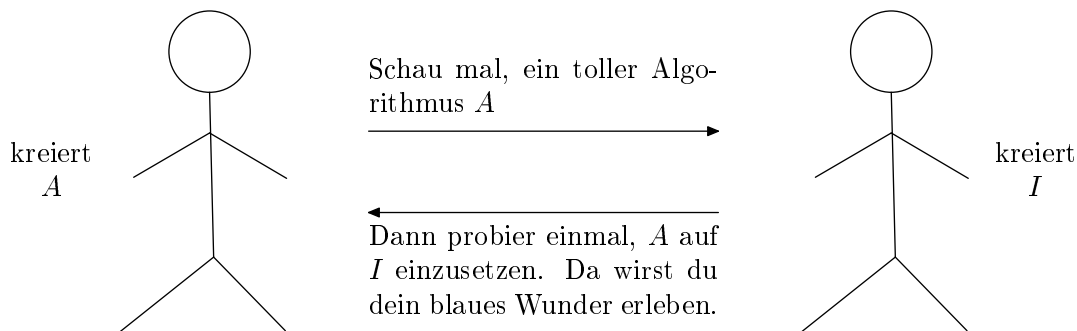 Schau mal, ein toller Algo-
rithmus A
kreiert
A
kreiert
I
Dann probier einmal, A auf
I einzusetzen. Da wirst du
dein blaues Wunder erleben.